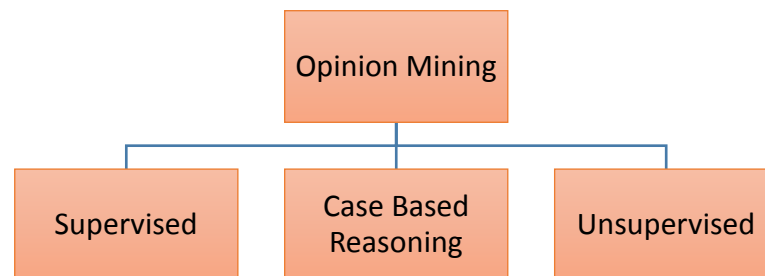 Opinion Mining
Supervised
Case Based
Reasoning
Unsupervised